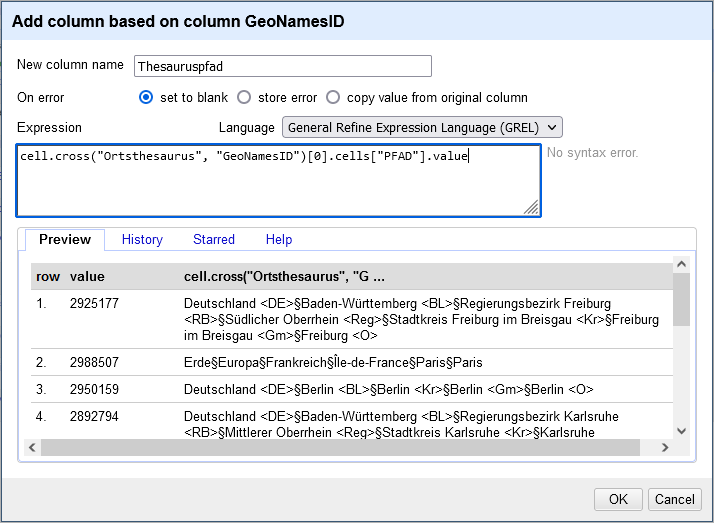 Add column based on column GeoNamesID
New column name Thesauruspfad
On error set to blank store error copy value from original column
Expression Language General Refine Expression Language (GREL)
cell.cross("Ortsthesaurus", "GeoNamesID")[0].cells["PFAD"].value No syntax error.
Preview History Starred Help
row value cell.cross("Ortsthesaurus", "G ...
1. 2925177 Deutschland <DE>§Baden-Württemberg <BL>§Regierungsbezirk Freiburg
<RB>§Südlicher Oberrhein <Reg>§Stadtkreis Freiburg im Breisgau <Kr>§Freiburg
im Breisgau <Gm>§Freiburg <O>
2. 2988507 Erde§Europa§Frankreich§Île-de-France§Paris§Paris
3. 2950159 Deutschland <DE>§Berlin <BL>§Berlin <Kr>§Berlin <Gm>§Berlin <O>
4. 2892794 Deutschland <DE>§Baden-Württemberg <BL>§Regierungsbezirk Karlsruhe
<RB>§Mittlerer Oberrhein <Reg>§Stadtkreis Karlsruhe <Kr>§Karlsruhe
OK Cancel